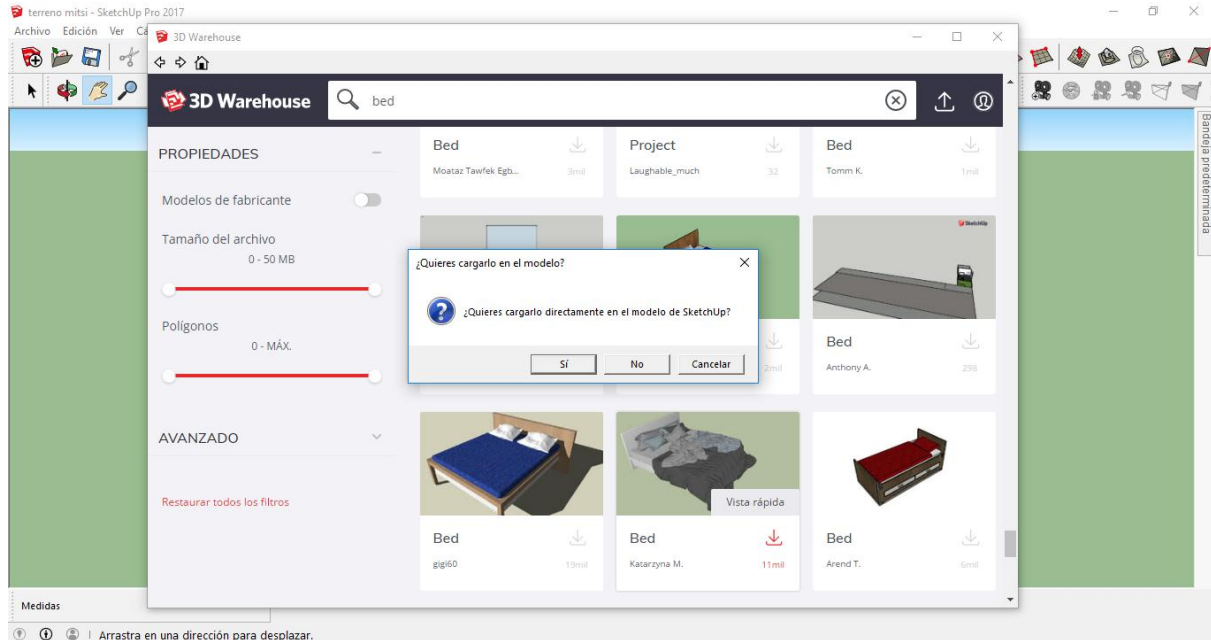 terreno mitsi - SketchUp Pro 2017
Archivo Edición Ver
3D Warehouse
3D Warehouse
bed
PROPIEDADES
Modelos de fabricante
Tamaño del archivo
0 - 50 MB
Polígonos
0 - MÁX.
AVANZADO
Restaurar todos los filtros
Bed
Moataz Tawfek Egb...
3mil
Project
Laughable_much
32
Bed
Tomm K.
1mil
SketchUp
¿Quieres cargarlo en el modelo?
¿Quieres cargarlo directamente en el modelo de SketchUp?
Sí No Cancelar
2mil
Bed
Anthony A.
298
Bed
gigi60
19mil
Vista rápida
Bed
Katarzyna M.
11mil
Bed
Arend T.
6mil
Bandeja predeterminada
Medidas
Arrastra en una dirección para desplazar.